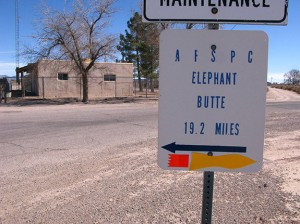 MAINTENANCE
A F S P C
ELEPHANT
BUTTE
19.2 MILES